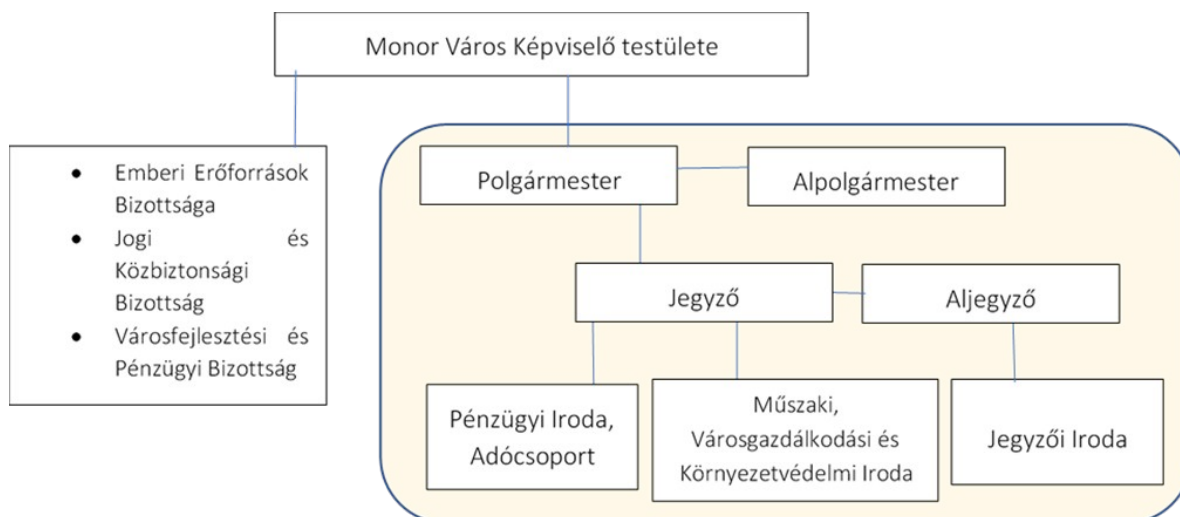 Monor Város Képviselő testülete
• Emberi Erőforrások
Bizottsága
• Jogi és
Közbiztonsági
Bizottság
• Városfejlesztési és
Pénzügyi Bizottság
Polgármester
Alpolgármester
Jegyző
Aljegyző
Pénzügyi Iroda,
Adócsoport
Műszaki,
Városgazdálkodási és
Környezetvédelmi Iroda
Jegyzői Iroda